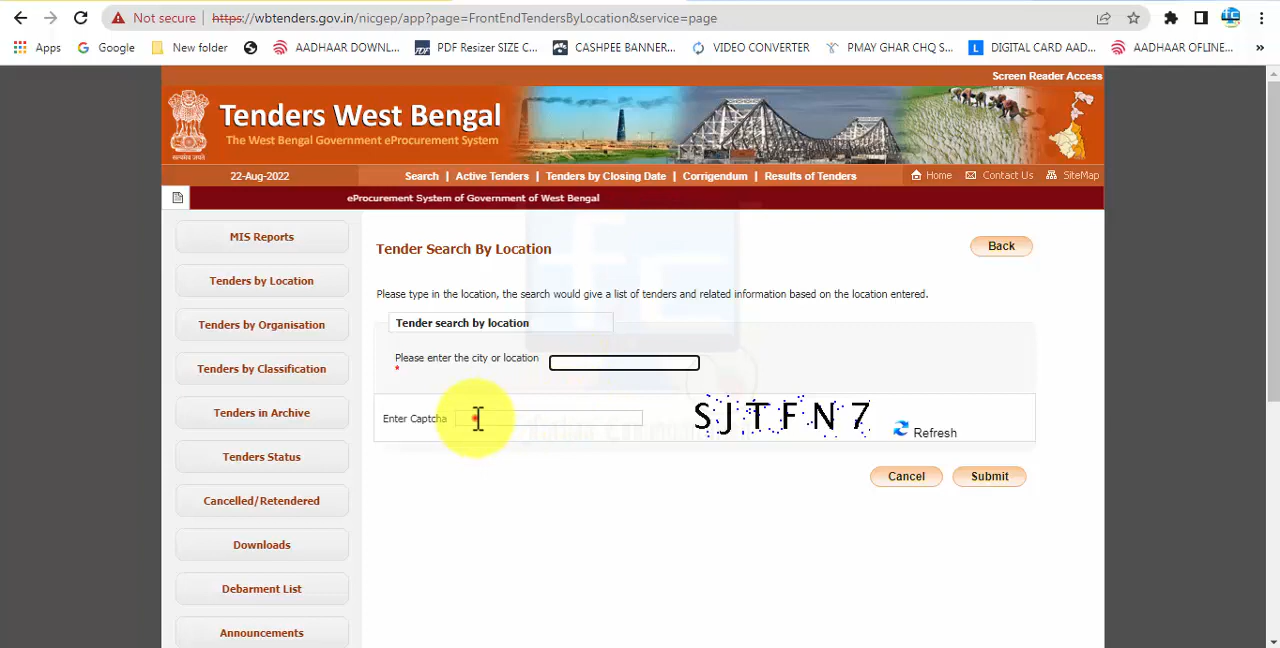 Not secure | https://wbtenders.gov.in/nicgep/app?page=FrontEndTendersByLocation&service=page
Apps Google New folder AADHAAR DOWNL... PDF Resizer SIZE C... CASHPEE BANNER... VIDEO CONVERTER PMAY GHAR CHQ S... DIGITAL CARD AAD... AADHAAR OFLINE... »
Screen Reader Access
Tenders West Bengal
The West Bengal Government eProcurement System
सत्यमेव जयते
22-Aug-2022 Search | Active Tenders | Tenders by Closing Date | Corrigendum | Results of Tenders Home Contact Us SiteMap
eProcurement System of Government of West Bengal
MIS Reports
Tenders by Location
Tenders by Organisation
Tenders by Classification
Tenders in Archive
Tenders Status
Cancelled/Retendered
Downloads
Debarment List
Announcements
Tender Search By Location Back
Please type in the location, the search would give a list of tenders and related information based on the location entered.
Tender search by location
Please enter the city or location
*
Enter Captcha SJTFN7 Refresh
Cancel Submit